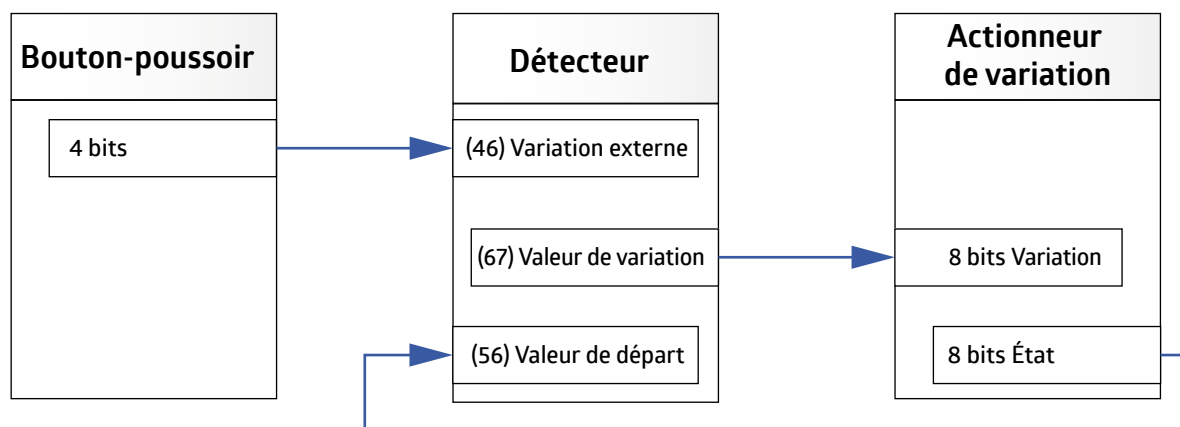 Bouton-poussoir
4 bits
Détecteur
(46) Variation externe
(67) Valeur de variation
(56) Valeur de départ
Actionneur
de variation
8 bits Variation
8 bits État